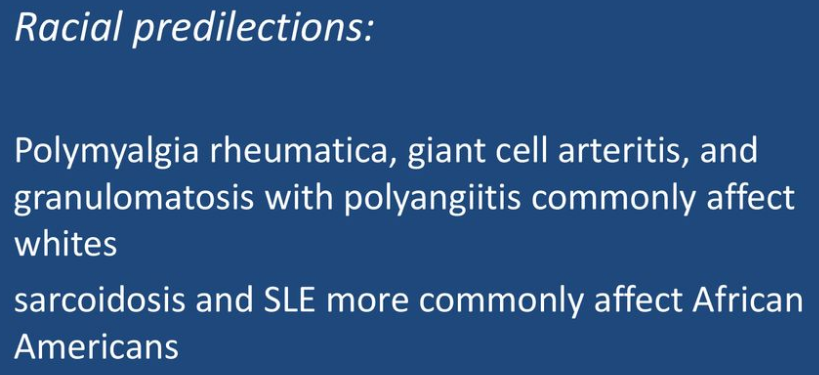 Racial predilections:
Polymyalgia rheumatica, giant cell arteritis, and
granulomatosis with polyangiitis commonly affect
whites
sarcoidosis and SLE more commonly affect African
Americans